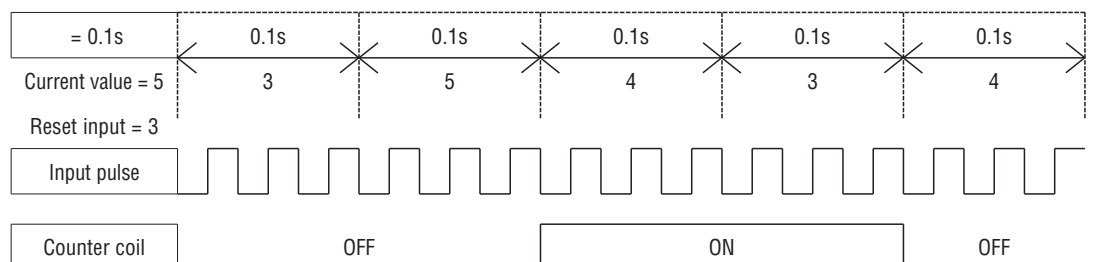 = 0.1s 0.1s 0.1s 0.1s 0.1s 0.1s
Current value = 5 3 5 4 3 4
Reset input = 3
Input pulse
Counter coil OFF ON OFF